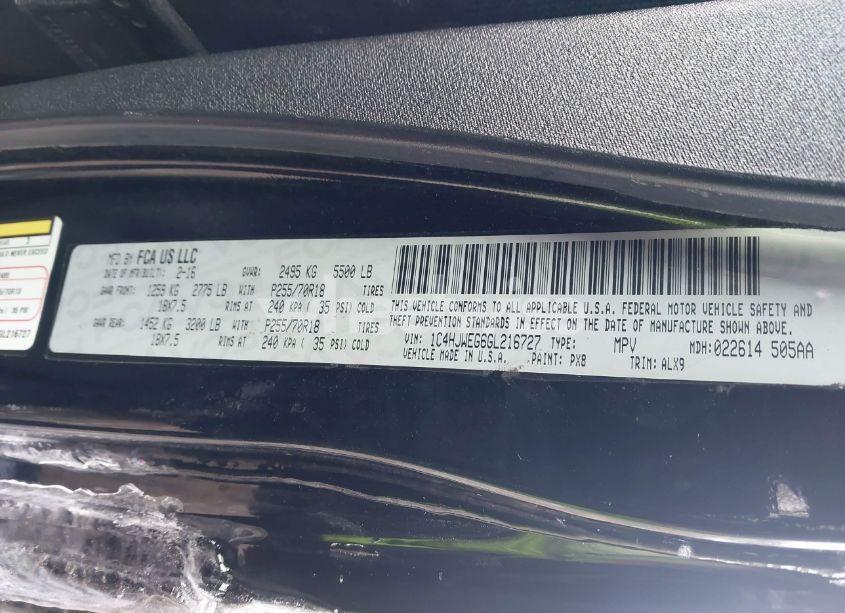 MFD BY FCA US LLC
DATE OF MFR/BUILT: 2-16 GVWR: 2495 KG 5500 LB
GAWR FRONT: 1259 KG 2775 LB WITH P255/70R18 TIRES
18X7.5 RIMS AT 240 KPA ( 35 PSI) COLD
GAWR REAR: 1452 KG 3200 LB WITH P255/70R18 TIRES
18X7.5 RIMS AT 240 KPA ( 35 PSI) COLD
THIS VEHICLE CONFORMS TO ALL APPLICABLE U.S.A. FEDERAL MOTOR VEHICLE SAFETY AND
THEFT PREVENTION STANDARDS IN EFFECT ON THE DATE OF MANUFACTURE SHOWN ABOVE.
VIN: 1C4HJWEG6GL216727 TYPE: MPV MDH: 022614 505AA
VEHICLE MADE IN U.S.A. PAINT: PX8 TRIM: ALX9
GL216727